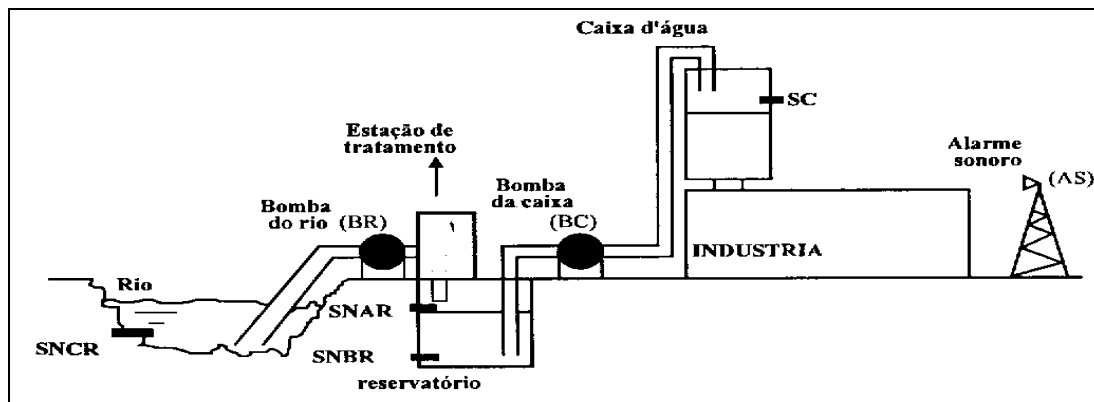 Caixa d'água
SC
Estação de
tratamento
Alarme
sonoro
(AS)
Bomba
do rio
(BR)
Bomba
da caixa
(BC)
INDUSTRIA
Rio
SNAR
SNCR
SNBR
reservatório